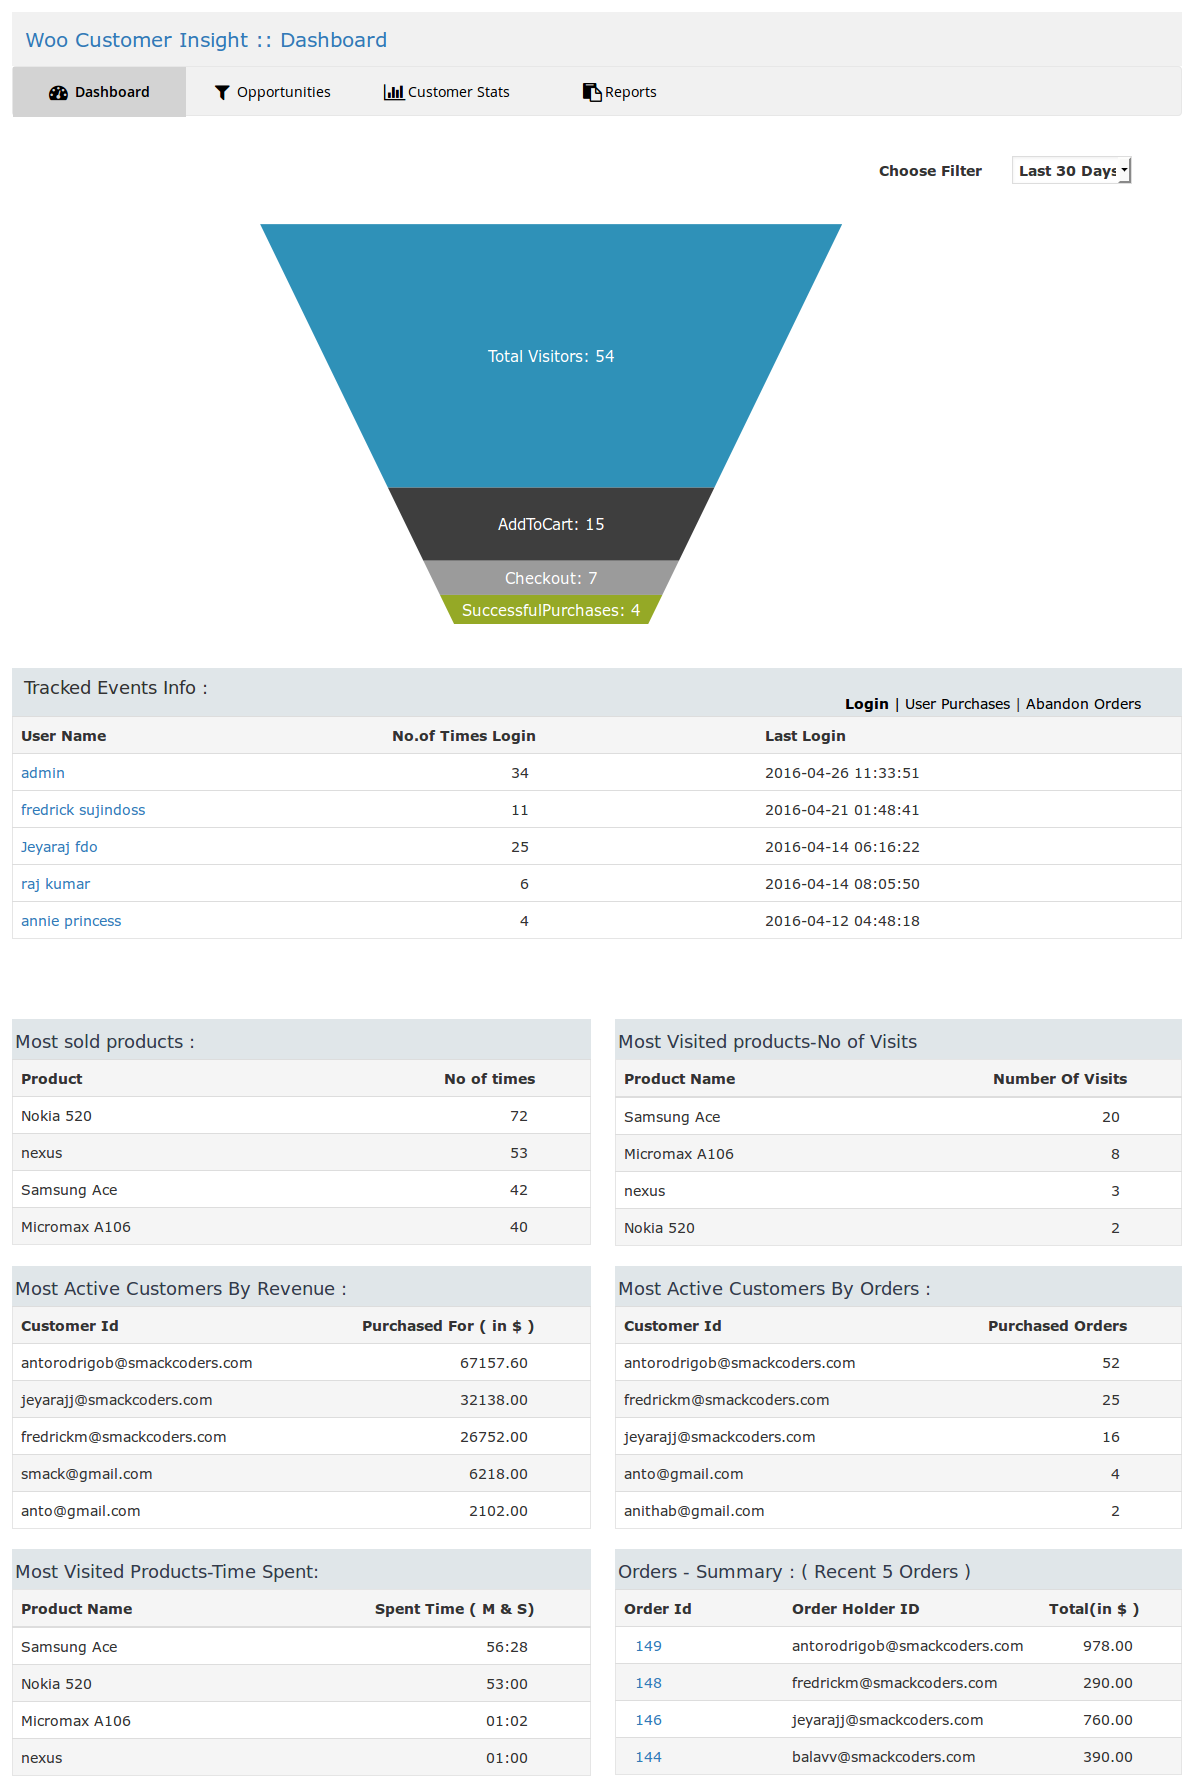 Woo Customer Insight :: Dashboard
Dashboard Opportunities Customer Stats Reports
Choose Filter Last 30 Days
Total Visitors: 54
AddToCart: 15
Checkout: 7
SuccessfulPurchases: 4
Tracked Events Info :
Login | User Purchases | Abandon Orders
User Name No.of Times Login Last Login
admin 34 2016-04-26 11:33:51
fredrick sujindoss 11 2016-04-21 01:48:41
Jeyaraj fdo 25 2016-04-14 06:16:22
raj kumar 6 2016-04-14 08:05:50
annie princess 4 2016-04-12 04:48:18
Most sold products :
Product No of times
Nokia 520 72
nexus 53
Samsung Ace 42
Micromax A106 40
Most Visited products-No of Visits
Product Name Number Of Visits
Samsung Ace 20
Micromax A106 8
nexus 3
Nokia 520 2
Most Active Customers By Revenue :
Customer Id Purchased For ( in $ )
antorodrigob@smackcoders.com 67157.60
jeyarajj@smackcoders.com 32138.00
fredrickm@smackcoders.com 26752.00
smack@gmail.com 6218.00
anto@gmail.com 2102.00
Most Active Customers By Orders :
Customer Id Purchased Orders
antorodrigob@smackcoders.com 52
fredrickm@smackcoders.com 25
jeyarajj@smackcoders.com 16
anto@gmail.com 4
anithab@gmail.com 2
Most Visited Products-Time Spent:
Product Name Spent Time ( M & S)
Samsung Ace 56:28
Nokia 520 53:00
Micromax A106 01:02
nexus 01:00
Orders - Summary : ( Recent 5 Orders )
Order Id Order Holder ID Total(in $ )
149 antorodrigob@smackcoders.com 978.00
148 fredrickm@smackcoders.com 290.00
146 jeyarajj@smackcoders.com 760.00
144 balavv@smackcoders.com 390.00